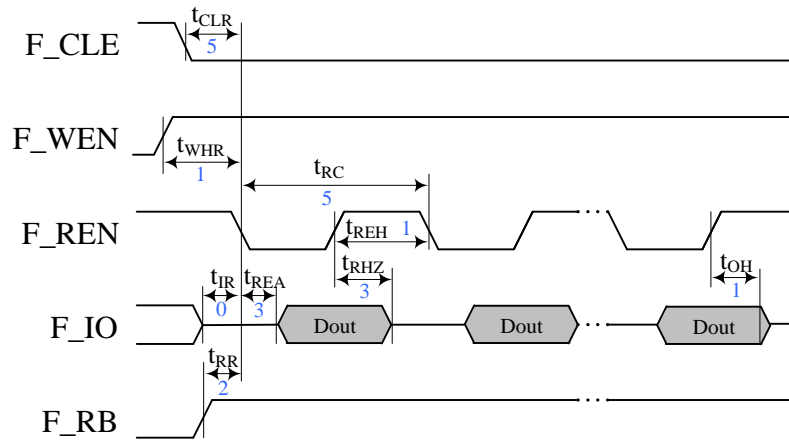 t_CLR
F_CLE
5
F_WEN
t_WHR
1
t_RC
5
F_REN
t_REH 1
t_IR t_REA t_RHZ t_OH
0 3 3 1
F_IO Dout Dout ··· Dout
t_RR
2
F_RB